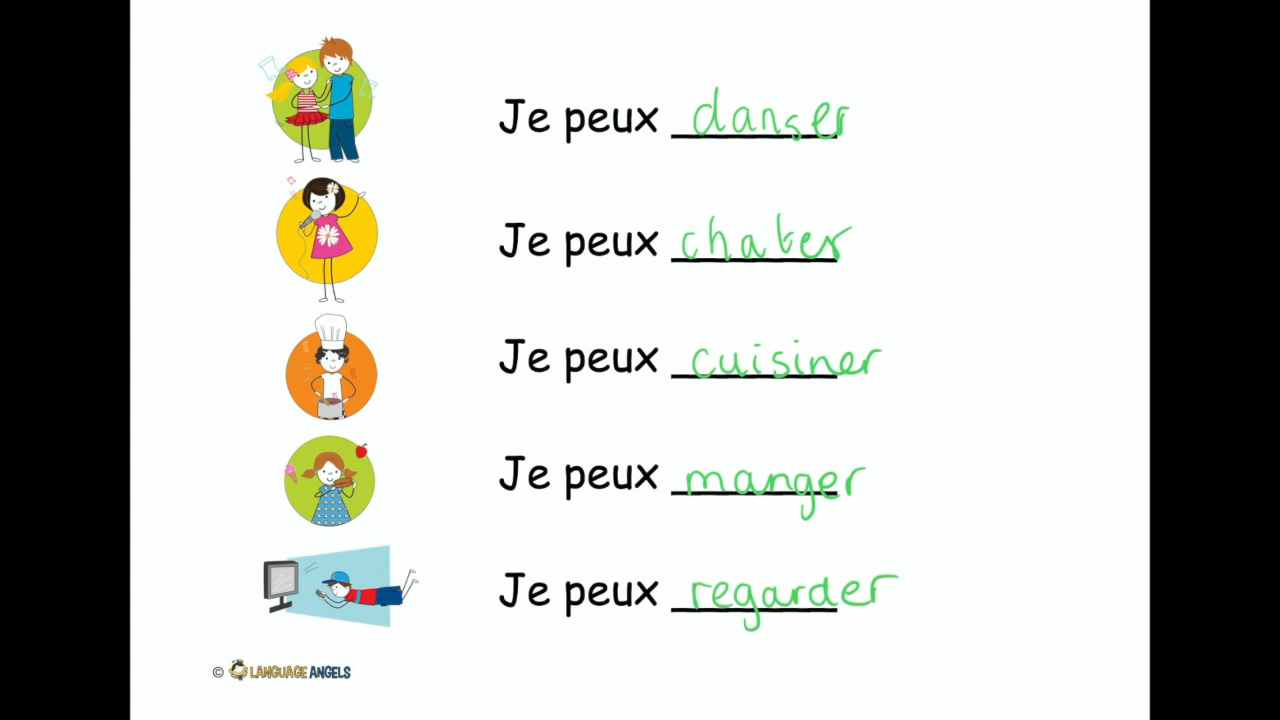 Je peux danser
Je peux chater
Je peux cuisiner
Je peux manger
Je peux regarder
© LANGUAGE ANGELS